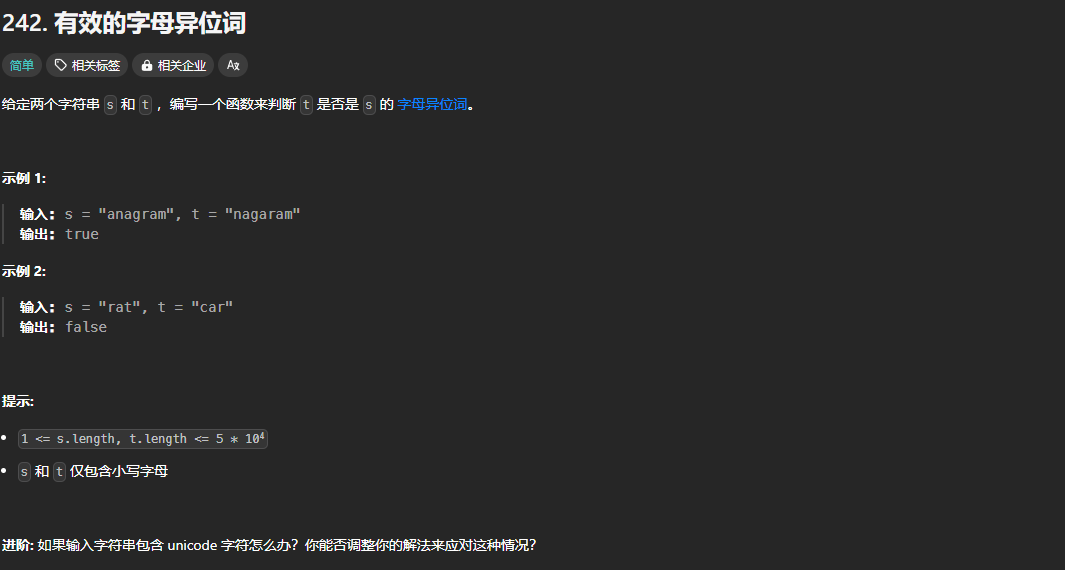 242. 有效的字母异位词
简单 相关标签 相关企业 Aあ
给定两个字符串 s 和 t ，编写一个函数来判断 t 是否是 s 的 字母异位词。
示例 1:
输入: s = "anagram", t = "nagaram"
输出: true
示例 2:
输入: s = "rat", t = "car"
输出: false
提示:
1 <= s.length, t.length <= 5 * 10⁴
s 和 t 仅包含小写字母
进阶: 如果输入字符串包含 unicode 字符怎么办？你能否调整你的解法来应对这种情况？